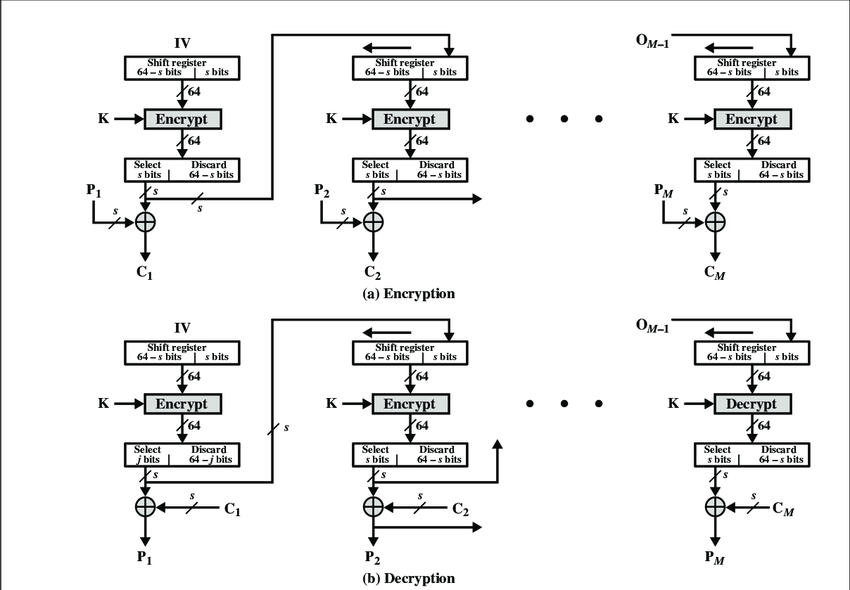 IV
O_{M–1}
Shift register
64 – s bits | s bits
Shift register
64 – s bits | s bits
Shift register
64 – s bits | s bits
64
64
64
K
Encrypt
K
Encrypt
K
Encrypt
64
64
64
Select Discard
s bits | 64 – s bits
Select Discard
s bits | 64 – s bits
Select Discard
s bits | 64 – s bits
P1
s
s
s
P2
s
s
PM
s
s
C1
C2
CM
(a) Encryption
IV
O_{M–1}
Shift register
64 – s bits | s bits
Shift register
64 – s bits | s bits
Shift register
64 – s bits | s bits
64
64
64
K
Encrypt
K
Encrypt
K
Decrypt
64
64
64
s
Select Discard
j bits | 64 – j bits
Select Discard
s bits | 64 – s bits
Select Discard
s bits | 64 – s bits
s
s
s
s
C1
s
C2
s
CM
P1
P2
PM
(b) Decryption